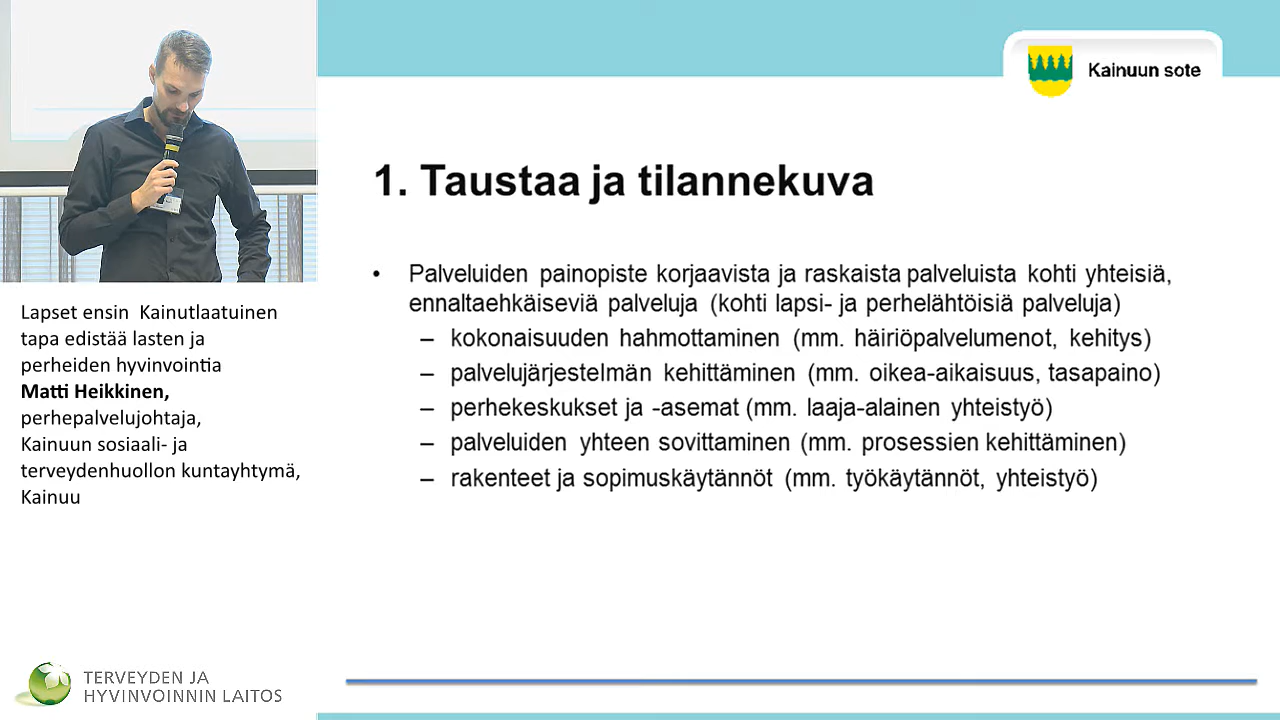 Kainuun sote
1. Taustaa ja tilannekuva
• Palveluiden painopiste korjaavista ja raskaista palveluista kohti yhteisiä,
ennaltaehkäiseviä palveluja (kohti lapsi- ja perhelähtöisiä palveluja)
– kokonaisuuden hahmottaminen (mm. häiriöpalvelumenot, kehitys)
– palvelujärjestelmän kehittäminen (mm. oikea-aikaisuus, tasapaino)
– perhekeskukset ja -asemat (mm. laaja-alainen yhteistyö)
– palveluiden yhteen sovittaminen (mm. prosessien kehittäminen)
– rakenteet ja sopimuskäytännöt (mm. työkäytännöt, yhteistyö)
Lapset ensin Kainutlaatuinen
tapa edistää lasten ja
perheiden hyvinvointia
Matti Heikkinen,
perhepalvelujohtaja,
Kainuun sosiaali- ja
terveydenhuollon kuntayhtymä,
Kainuu
TERVEYDEN JA
HYVINVOINNIN LAITOS